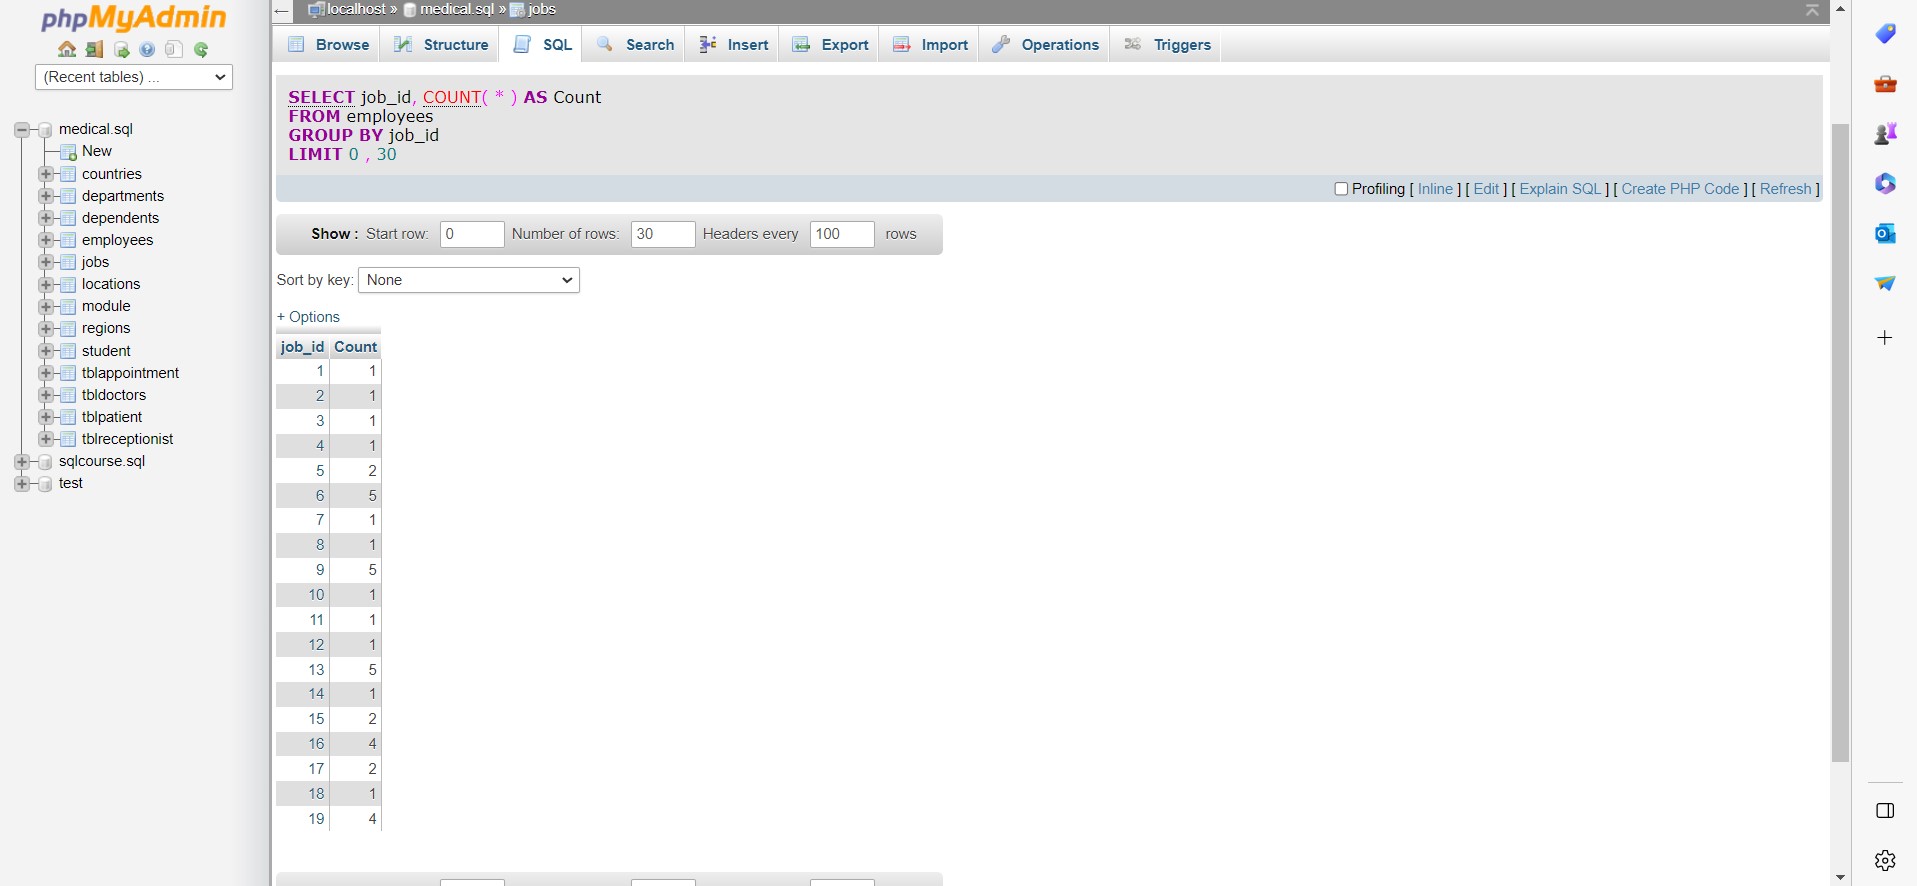 phpMyAdmin
(Recent tables) ...
medical.sql
New
countries
departments
dependents
employees
jobs
locations
module
regions
student
tblappointment
tbldoctors
tblpatient
tblreceptionist
sqlcourse.sql
test
localhost » medical.sql » jobs
Browse Structure SQL Search Insert Export Import Operations Triggers
SELECT job_id, COUNT( * ) AS Count
FROM employees
GROUP BY job_id
LIMIT 0 , 30
Profiling [ Inline ] [ Edit ] [ Explain SQL ] [ Create PHP Code ] [ Refresh ]
Show : Start row: 0 Number of rows: 30 Headers every 100 rows
Sort by key: None
+ Options
job_id Count
1 1
2 1
3 1
4 1
5 2
6 5
7 1
8 1
9 5
10 1
11 1
12 1
13 5
14 1
15 2
16 4
17 2
18 1
19 4